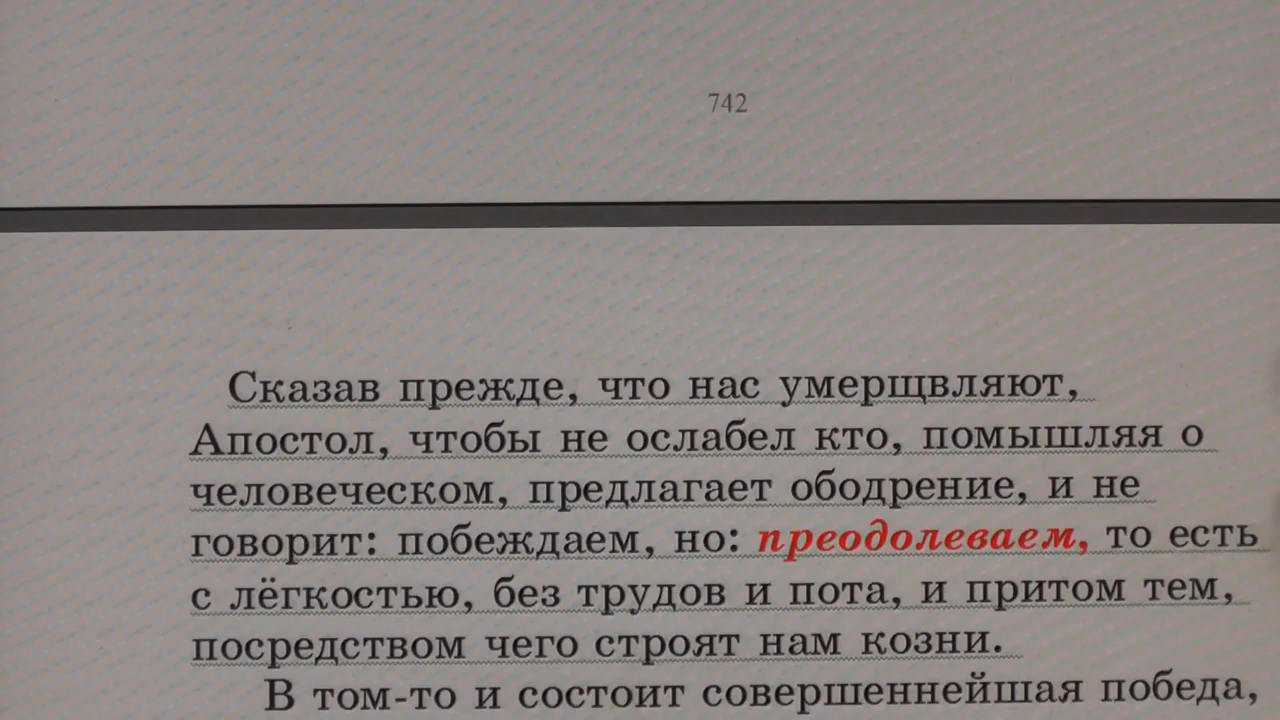 742
Сказав прежде, что нас умерщвляют,
Апостол, чтобы не ослабел кто, помышляя о
человеческом, предлагает ободрение, и не
говорит: побеждаем, но: преодолеваем, то есть
с лёгкостью, без трудов и пота, и притом тем,
посредством чего строят нам козни.
В том-то и состоит совершеннейшая победа,